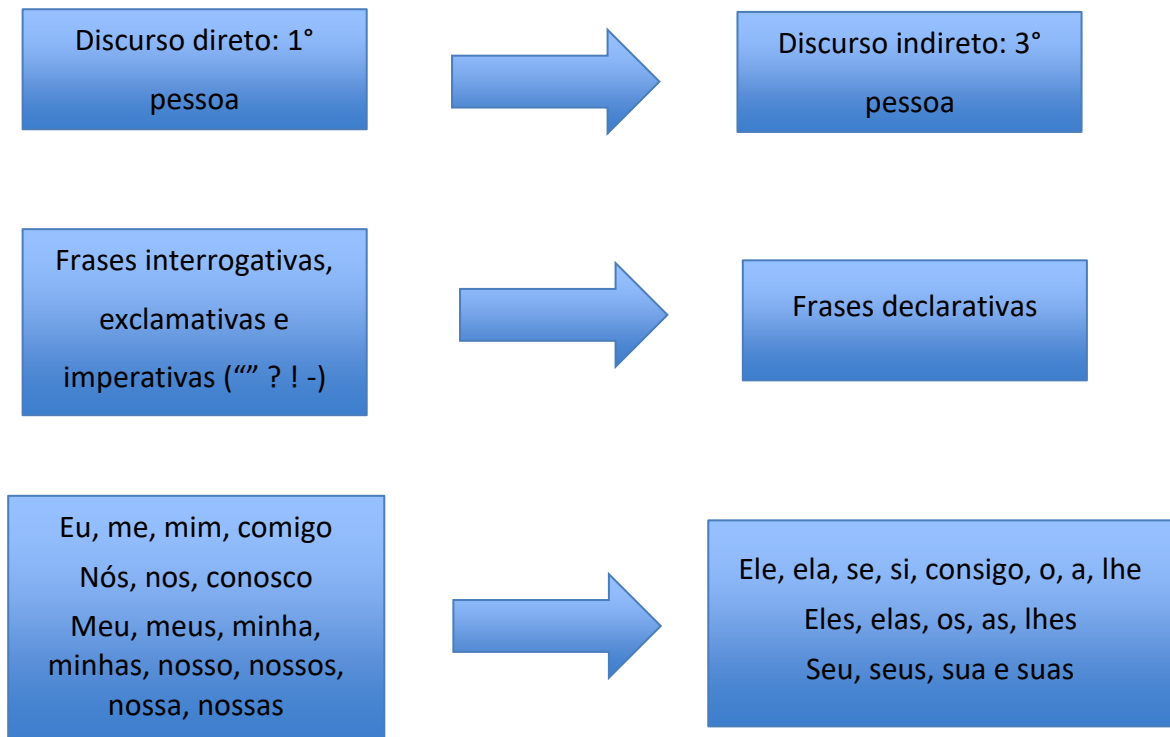 Discurso direto: 1°
pessoa
Discurso indireto: 3°
pessoa
Frases interrogativas,
exclamativas e
imperativas (“” ? ! -)
Frases declarativas
Eu, me, mim, comigo
Nós, nos, conosco
Meu, meus, minha,
minhas, nosso, nossos,
nossa, nossas
Ele, ela, se, si, consigo, o, a, lhe
Eles, elas, os, as, lhes
Seu, seus, sua e suas